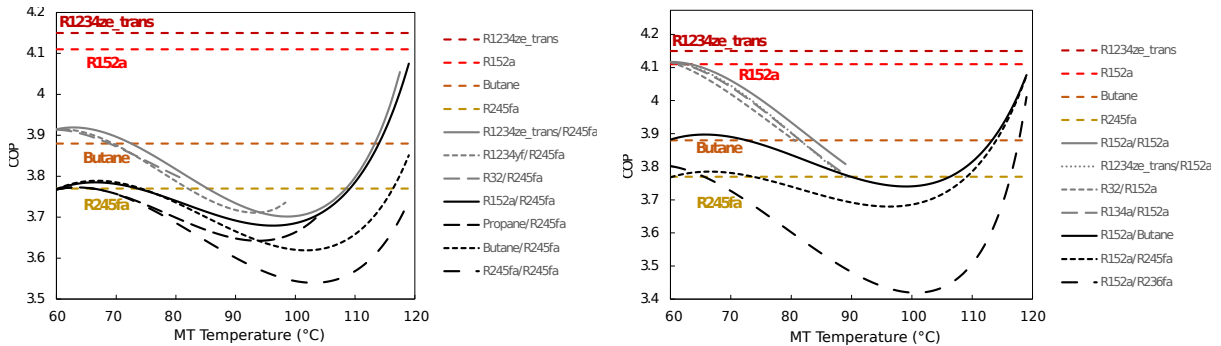 4.2
4.1
4
3.9
3.8
3.7
3.6
3.5
COP
60
70
80
90
100
110
120
MT Temperature (°C)
R1234ze_trans
R152a
Butane
R245fa
R1234ze_trans
R152a
Butane
R245fa
R1234ze_trans/R245fa
R1234yf/R245fa
R32/R245fa
R152a/R245fa
Propane/R245fa
Butane/R245fa
R245fa/R245fa
4.2
4.1
4
3.9
3.8
3.7
3.6
3.5
3.4
COP
60
70
80
90
100
110
120
MT Temperature (°C)
R1234ze_trans
R152a
Butane
R245fa
R1234ze_trans
R152a
Butane
R245fa
R152a/R152a
R1234ze_trans/R152a
R32/R152a
R134a/R152a
R152a/Butane
R152a/R245fa
R152a/R236fa